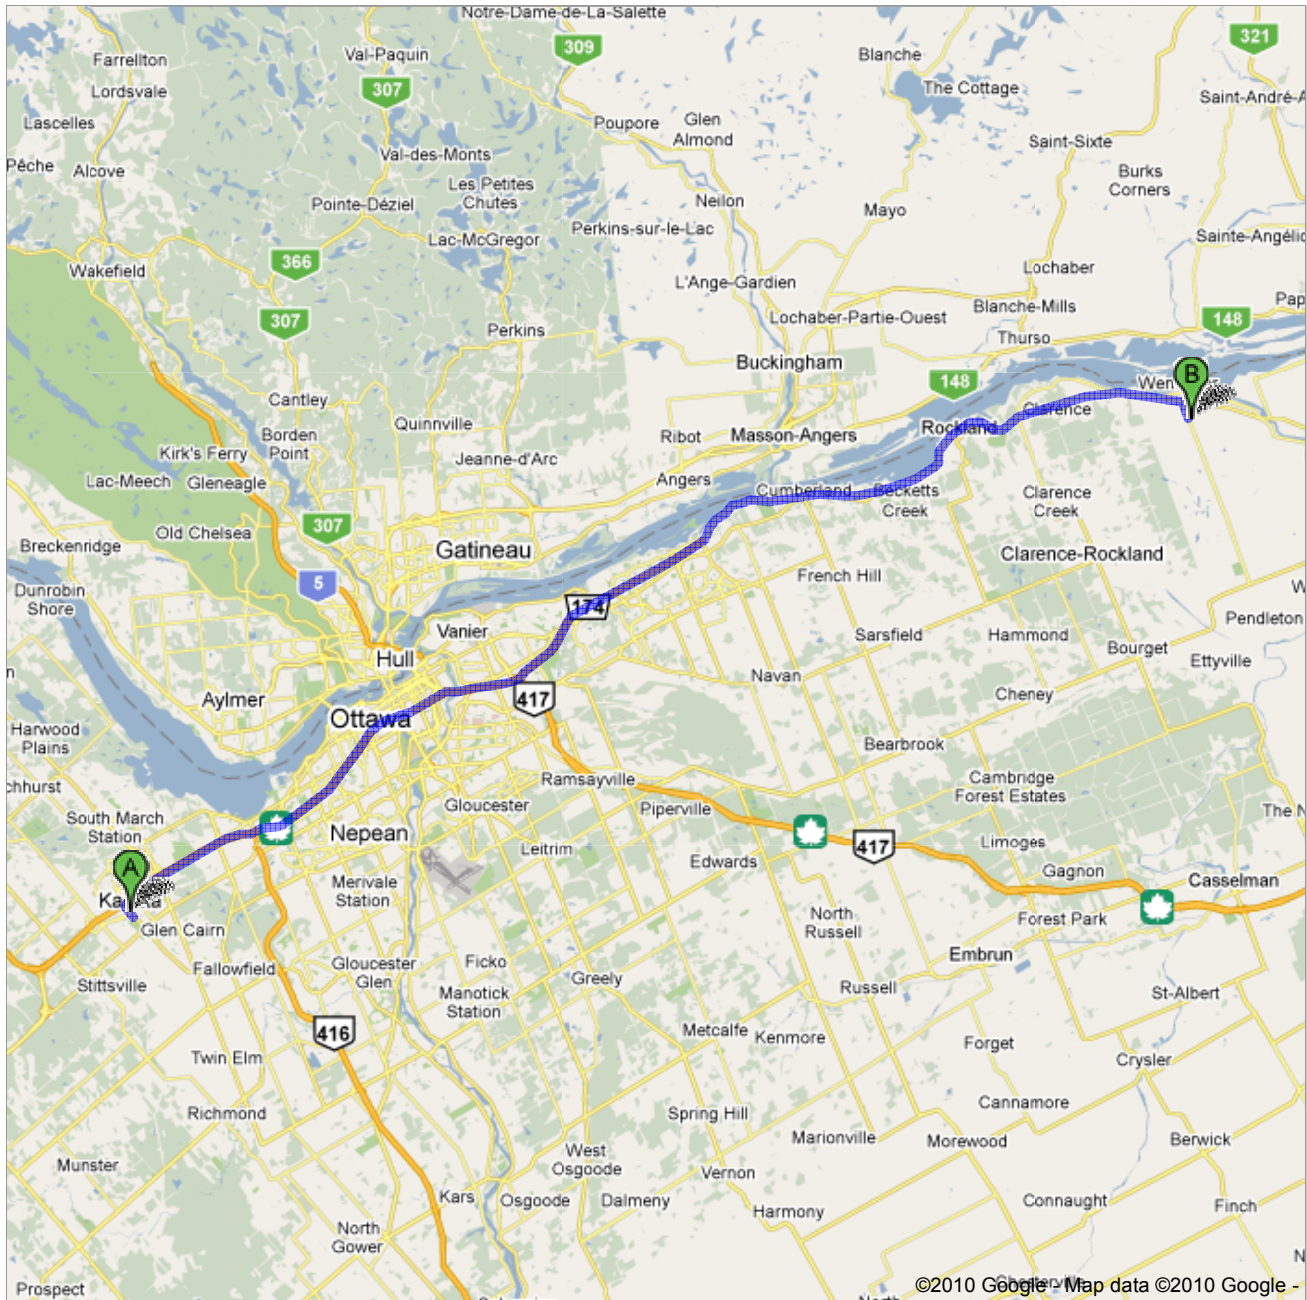 Notre-Dame-de-La-Salette
321
309
Farrellton
Val-Paquin
Blanche
307
The Cottage
Lordsvale
Saint-André-A
Lascelles
Poupore
Glen
Almond
Saint-Sixte
Val-des-Monts
Pêche
Alcove
Burks
Corners
Les Petites
Chutes
Pointe-Déziel
Neilon
Mayo
Perkins-sur-le-Lac
Lac-McGregor
Sainte-Angélic
366
Wakefield
Lochaber
L'Ange-Gardien
Blanche-Mills
Pap
307
Lochaber-Partie-Ouest
148
Perkins
Thurso
Buckingham
B
148
Wen
Cantley
Clarence
Quinnville
Rockland
Borden
Point
Ribot
Masson-Angers
Kirk's Ferry
Jeanne-d'Arc
Lac-Meech
Gleneagle
Angers
Cumberland
Becketts
Creek
Clarence
Creek
307
Old Chelsea
Breckenridge
Gatineau
Clarence-Rockland
5
French Hill
Dunrobin
Shore
W
174
Pendleton
Vanier
Sarsfield
Hammond
Bourget
Hull
Ettyville
n
Navan
Aylmer
417
Cheney
Ottawa
Harwood
Plains
Bearbrook
chhurst
Ramsayville
Cambridge
Forest Estates
South March
Station
Gloucester
Piperville
The N
Nepean
417
Limoges
Leitrim
Edwards
A
Gagnon
Casselman
Merivale
Station
Ka
a
North
Russell
Forest Park
Glen Cairn
Embrun
Fallowfield
Gloucester
Glen
Ficko
Greely
Stittsville
Russell
St-Albert
Manotick
Station
416
Metcalfe
Kenmore
Forget
Twin Elm
Crysler
Richmond
Spring Hill
Cannamore
Marionville
Morewood
Berwick
West
Osgoode
Munster
Vernon
Kars
Osgoode
Dalmeny
Connaught
Finch
Harmony
North
Gower
N
Prospect
©2010 Google - Map data ©2010 Google -